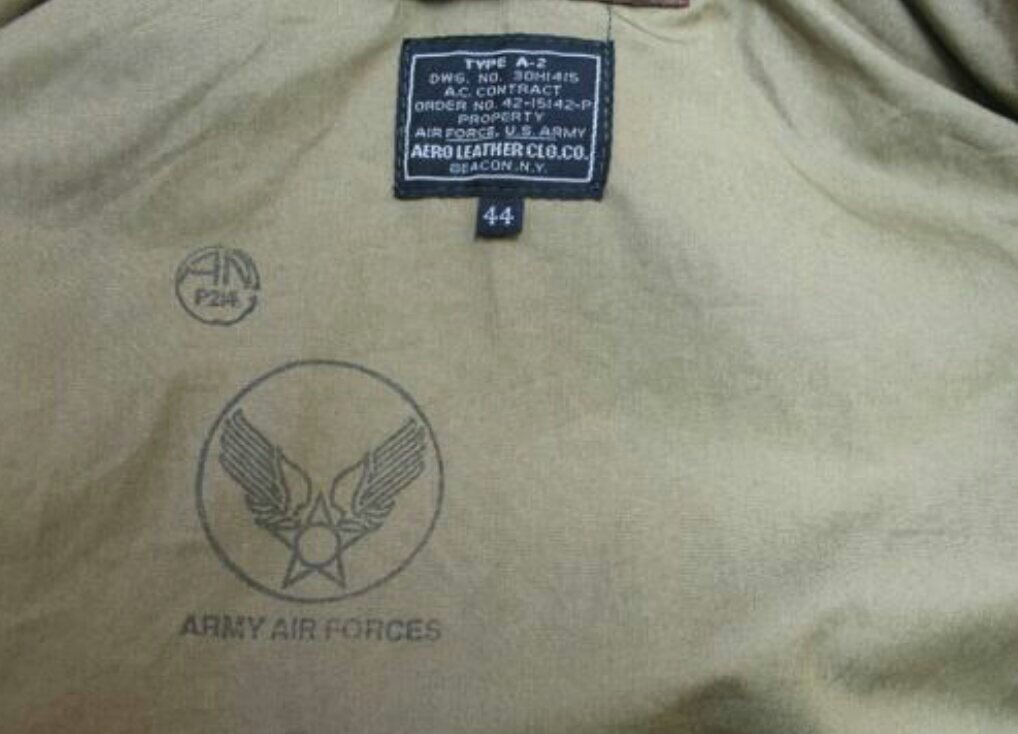 TYPE A-2
DWG. NO. 30H1415
A.C. CONTRACT
ORDER NO. 42-15142-P
PROPERTY
AIR FORCE, U.S. ARMY
AERO LEATHER CLO.CO.
BEACON.N.Y.
44
AN
P214
ARMY AIR FORCES